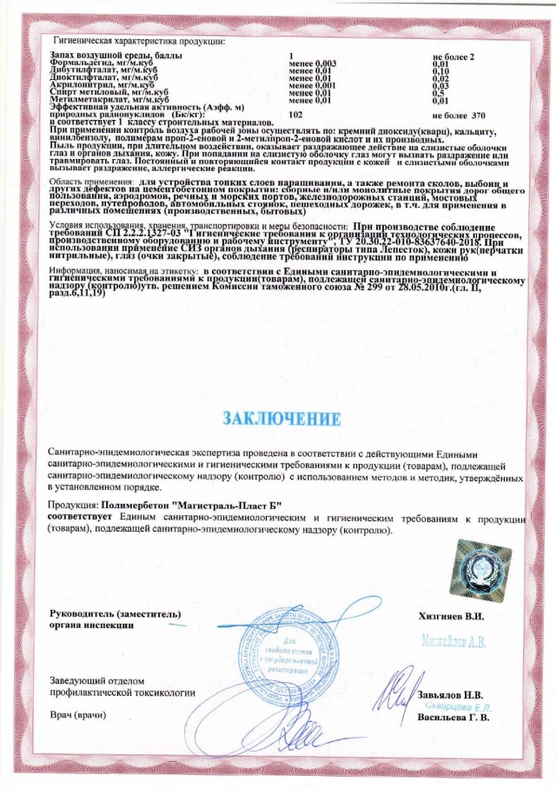 Гигиеническая характеристика продукции:
Запах воздушной среды, баллы 1 не более 2
Формальдегид, мг/м.куб менее 0,003 0,01
Дибутилфталат, мг/м.куб менее 0,01 0,10
Диоктилфталат, мг/м.куб менее 0,01 0,02
Акрилонитрил, мг/м.куб менее 0,001 0,03
Спирт метиловый, мг/м.куб менее 0,01 0,5
Метилметакрилат, мг/м.куб менее 0,01 0,01
Эффективная удельная активность (Аэфф. м)
природных радионуклидов (Бк/кг): 102 не более 370
и соответствует 1 классу строительных материалов.
При применении контроль воздуха рабочей зоны осуществлять по: кремний диоксиду(кварц), кальциту,
винилбензолу, полимерам проп-2-еновой и 2-метилпроп-2-еновой кислот и их производных.
Пыль продукции, при длительном воздействии, оказывает раздражающее действие на слизистые оболочки
глаз и органов дыхания, кожу. При попадании на слизистую оболочку глаз могут вызвать раздражение или
травмировать глаз. Постоянный и повторяющийся контакт продукции с кожей и слизистыми оболочками
вызывает раздражение, аллергические реакции.
Область применения: для устройства тонких слоев наращивания, а также ремонта сколов, выбоин и
других дефектов на цементобетонном покрытии: сборные и/или монолитные покрытия дорог общего
пользования, аэродромов, речных и морских портов, железнодорожных станций, мостовых
переходов, путепроводов, автомобильных стоянок, пешеходных дорожек, в т.ч. для применения в
различных помещениях (производственных, бытовых)
Условия использования, хранения, транспортировки и меры безопасности: При производстве соблюдение
требований СП 2.2.2.1327-03 "Гигиенические требования к организации технологических процессов,
производственному оборудованию и рабочему инструменту" , ТУ 20.30.22-010-83637640-2018. При
использовании применение СИЗ органов дыхания (респираторы типа Лепесток), кожи рук(перчатки
нитрильные), глаз (очки закрытые), соблюдение требований инструкции по применению
Информация, наносимая на этикетку: в соответствии с Едиными санитарно-эпидемиологическими и
гигиеническими требованиями к продукции(товарам), подлежащей санитарно-эпидемиологическому
надзору (контролю)утв. решением Комиссии таможенного союза № 299 от 28.05.2010г.(гл. II,
разд.6,11,19)
ЗАКЛЮЧЕНИЕ
Санитарно-эпидемиологическая экспертиза проведена в соответствии с действующими Едиными
санитарно-эпидемиологическими и гигиеническими требованиями к продукции (товарам), подлежащей
санитарно-эпидемиологическому надзору (контролю) с использованием методов и методик, утверждённых
в установленном порядке.
Продукция: Полимербетон "Магистраль-Пласт Б"
соответствует Единым санитарно-эпидемиологическим и гигиеническим требованиям к продукции
(товарам), подлежащей санитарно-эпидемиологическому надзору (контролю).
Руководитель (заместитель) Хизгияев В.И.
органа инспекции
Мизгайлов А.В.
Для
свидетельства
о государственной
регистрации
Заведующий отделом
профилактической токсикологии Завьялов Н.В.
Скворцова Е.Л.
Врач (врачи) Васильева Г. В.